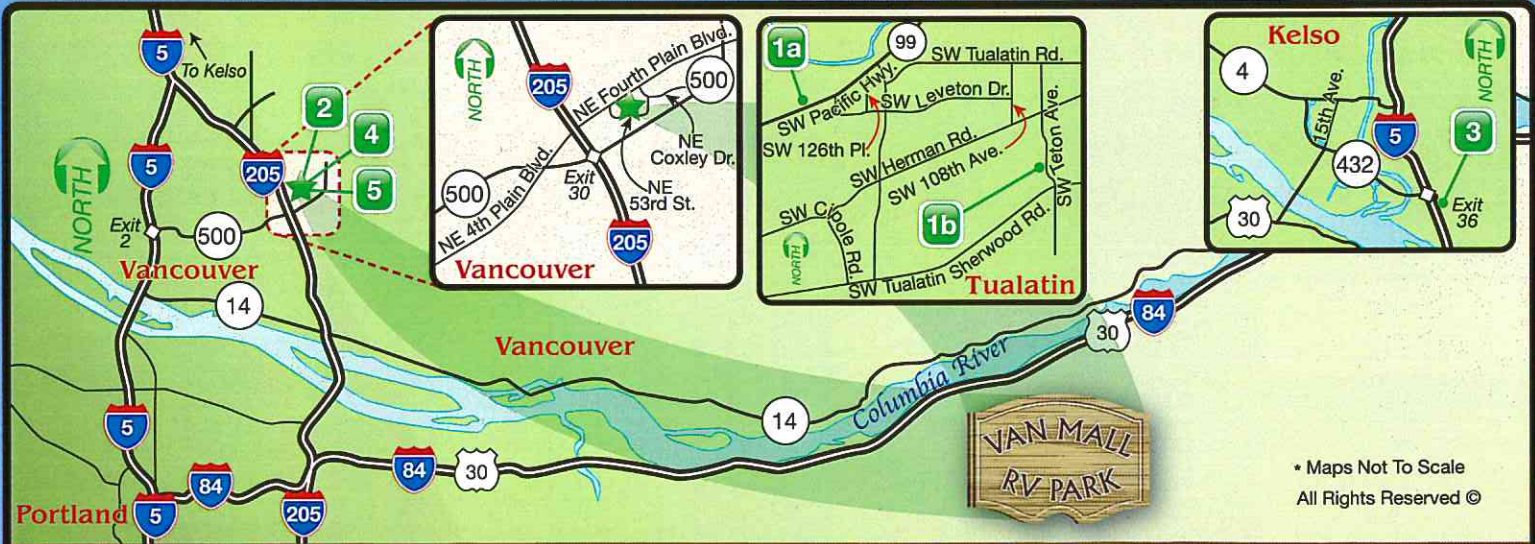 5
To Kelso
NORTH
2
4
5
5
205
Exit
2
500
Vancouver
14
Vancouver
14
Columbia River
30
84
5
84
84
30
Portland
5
205
NORTH
205
NE Fourth Plain Blvd.
500
NE
Coxley Dr.
Exit
30
NE
53rd St.
500
NE 4th Plain Blvd.
205
Vancouver
1a
99
SW Tualatin Rd.
SW Pacific Hwy.
SW Leveton Dr.
SW 126th Pl.
SW Herman Rd.
SW 108th Ave.
SW Teton Ave.
SW Cipole Rd.
1b
NORTH
SW Tualatin Sherwood Rd.
Tualatin
Kelso
NORTH
4
15th Ave.
5
3
432
30
Exit
36
VAN MALL
RV PARK
* Maps Not To Scale
All Rights Reserved ©